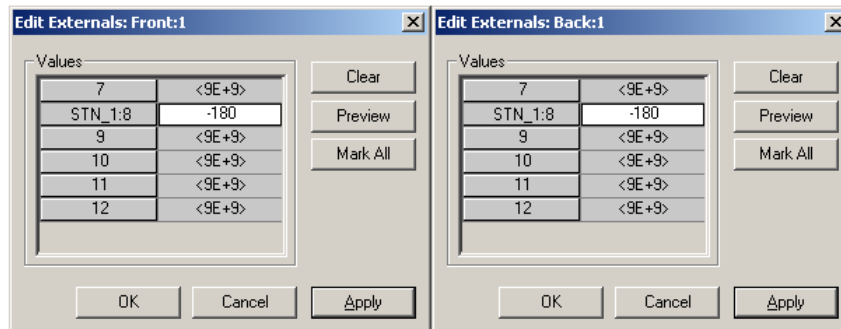 Edit Externals: Front:1
Values
7 <9E+9>
STN_1:8 -180
9 <9E+9>
10 <9E+9>
11 <9E+9>
12 <9E+9>
Clear
Preview
Mark All
OK Cancel Apply
Edit Externals: Back:1
Values
7 <9E+9>
STN_1:8 -180
9 <9E+9>
10 <9E+9>
11 <9E+9>
12 <9E+9>
Clear
Preview
Mark All
OK Cancel Apply